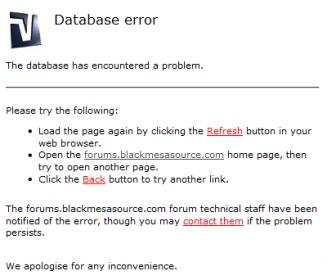 Database error
The database has encountered a problem.
Please try the following:
• Load the page again by clicking the Refresh button in your
web browser.
• Open the forums.blackmesasource.com home page, then
try to open another page.
• Click the Back button to try another link.
The forums.blackmesasource.com forum technical staff have been
notified of the error, though you may contact them if the problem
persists.
We apologise for any inconvenience.